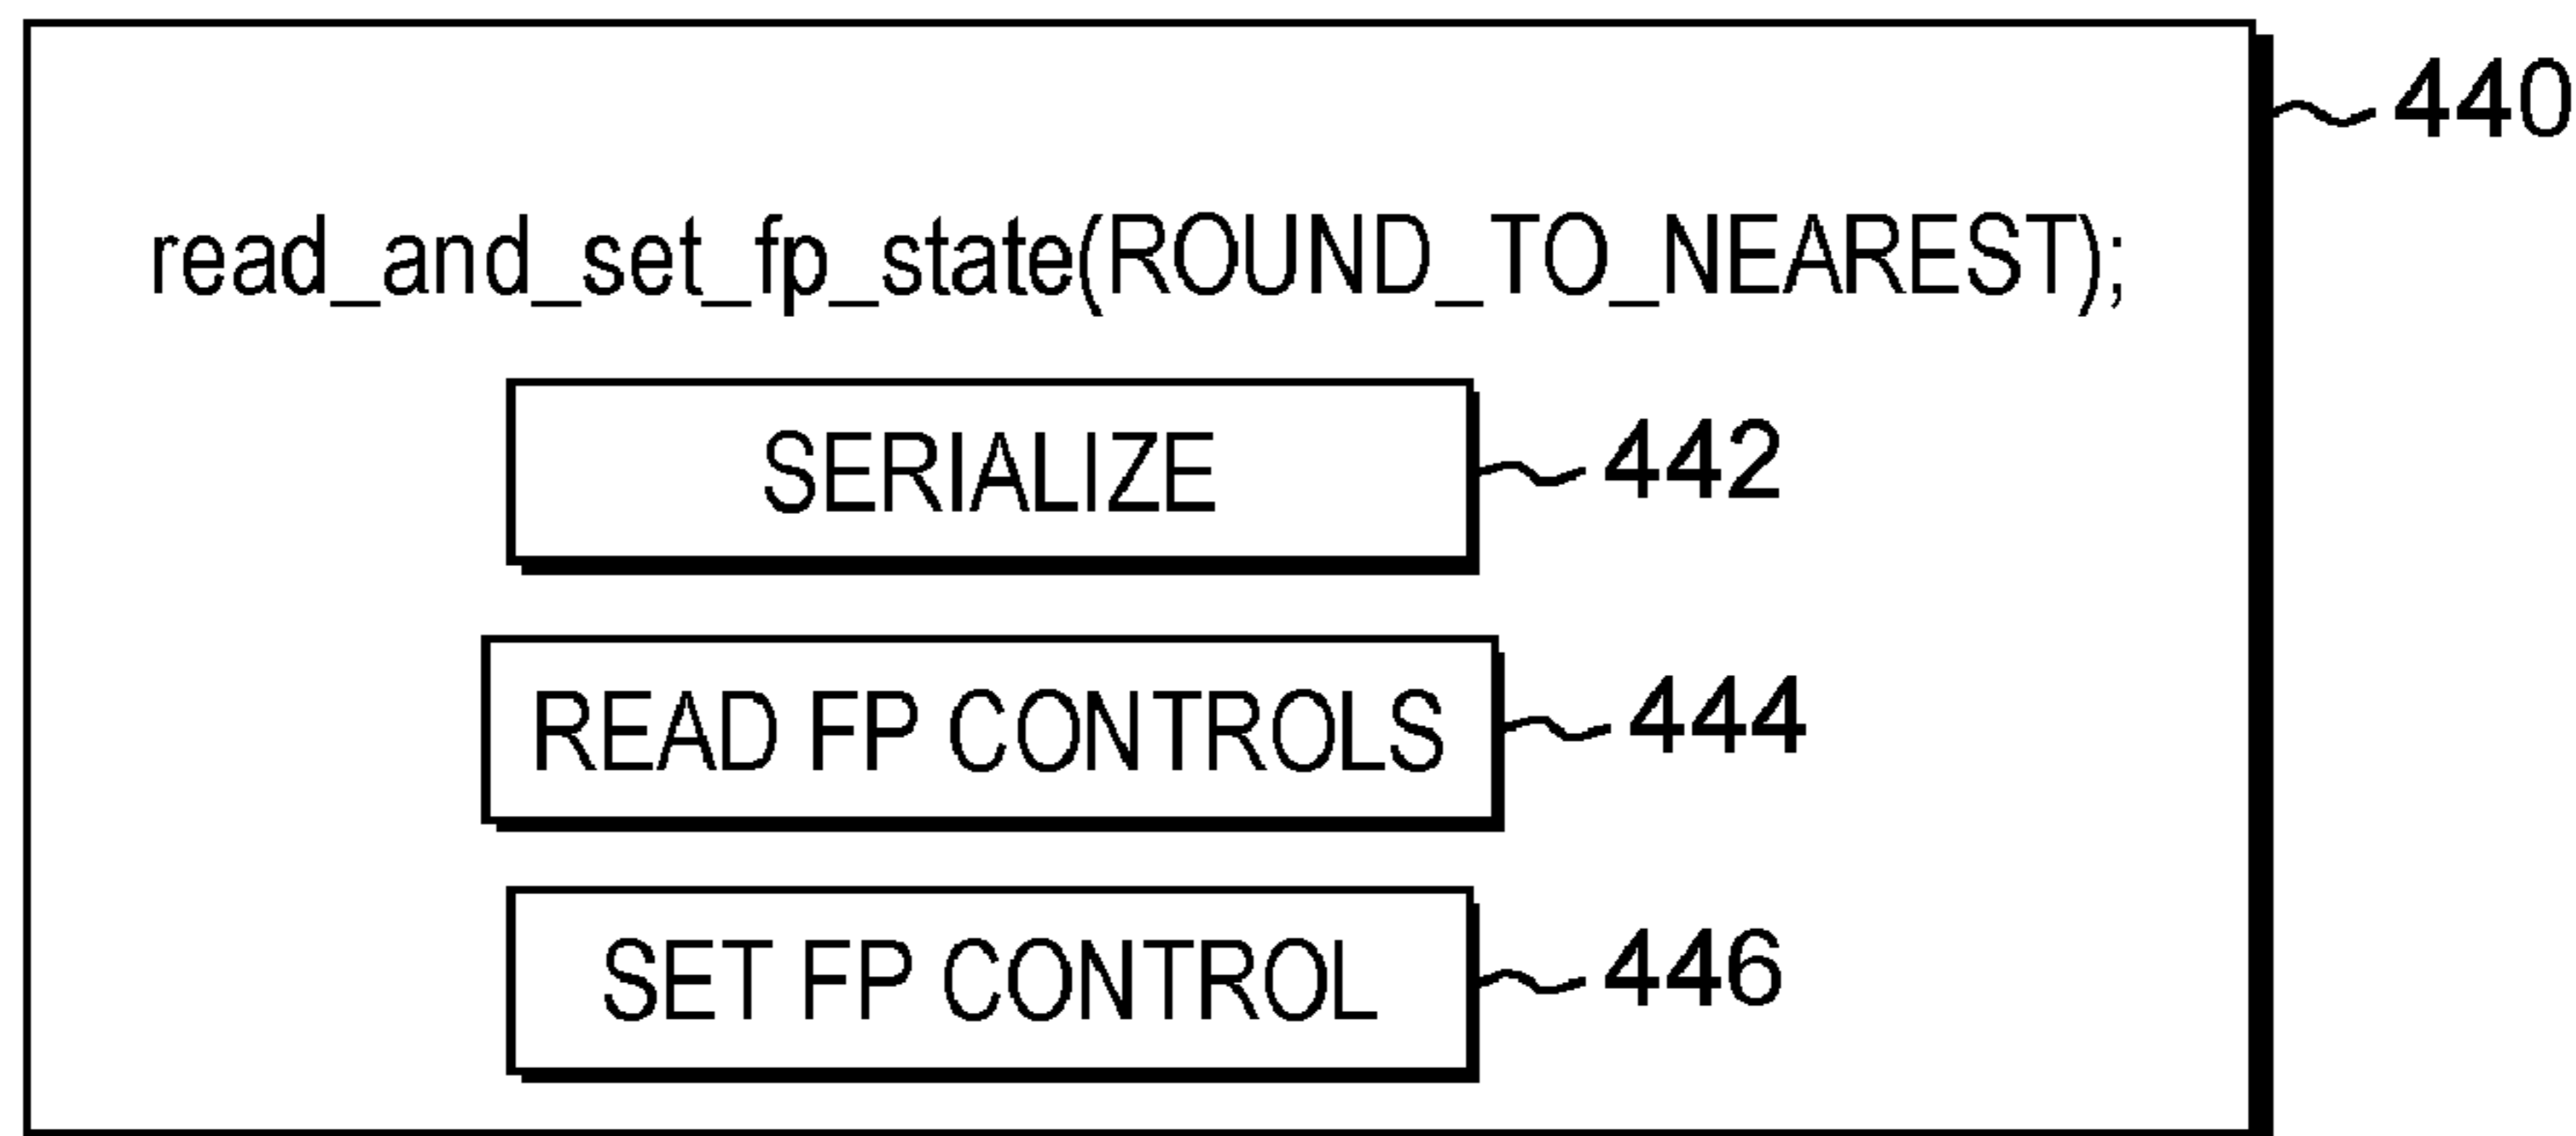 440
read_and_set_fp_state(ROUND_TO_NEAREST);
SERIALIZE 442
READ FP CONTROLS 444
SET FP CONTROL 446